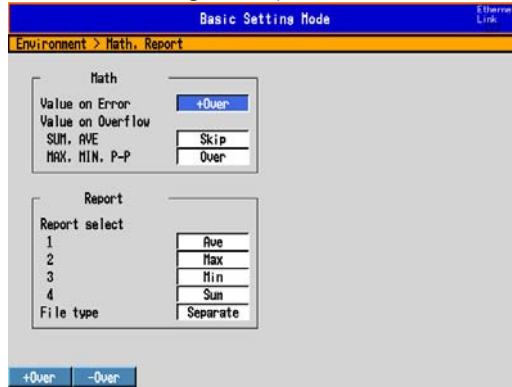 Basic Setting Mode
Etherne
Link
Environment > Math, Report
Math
Value on Error +Over
Value on Overflow
SUM, AVE Skip
MAX, MIN, P-P Over
Report
Report select
1 Ave
2 Max
3 Min
4 Sum
File type Separate
+Over -Over